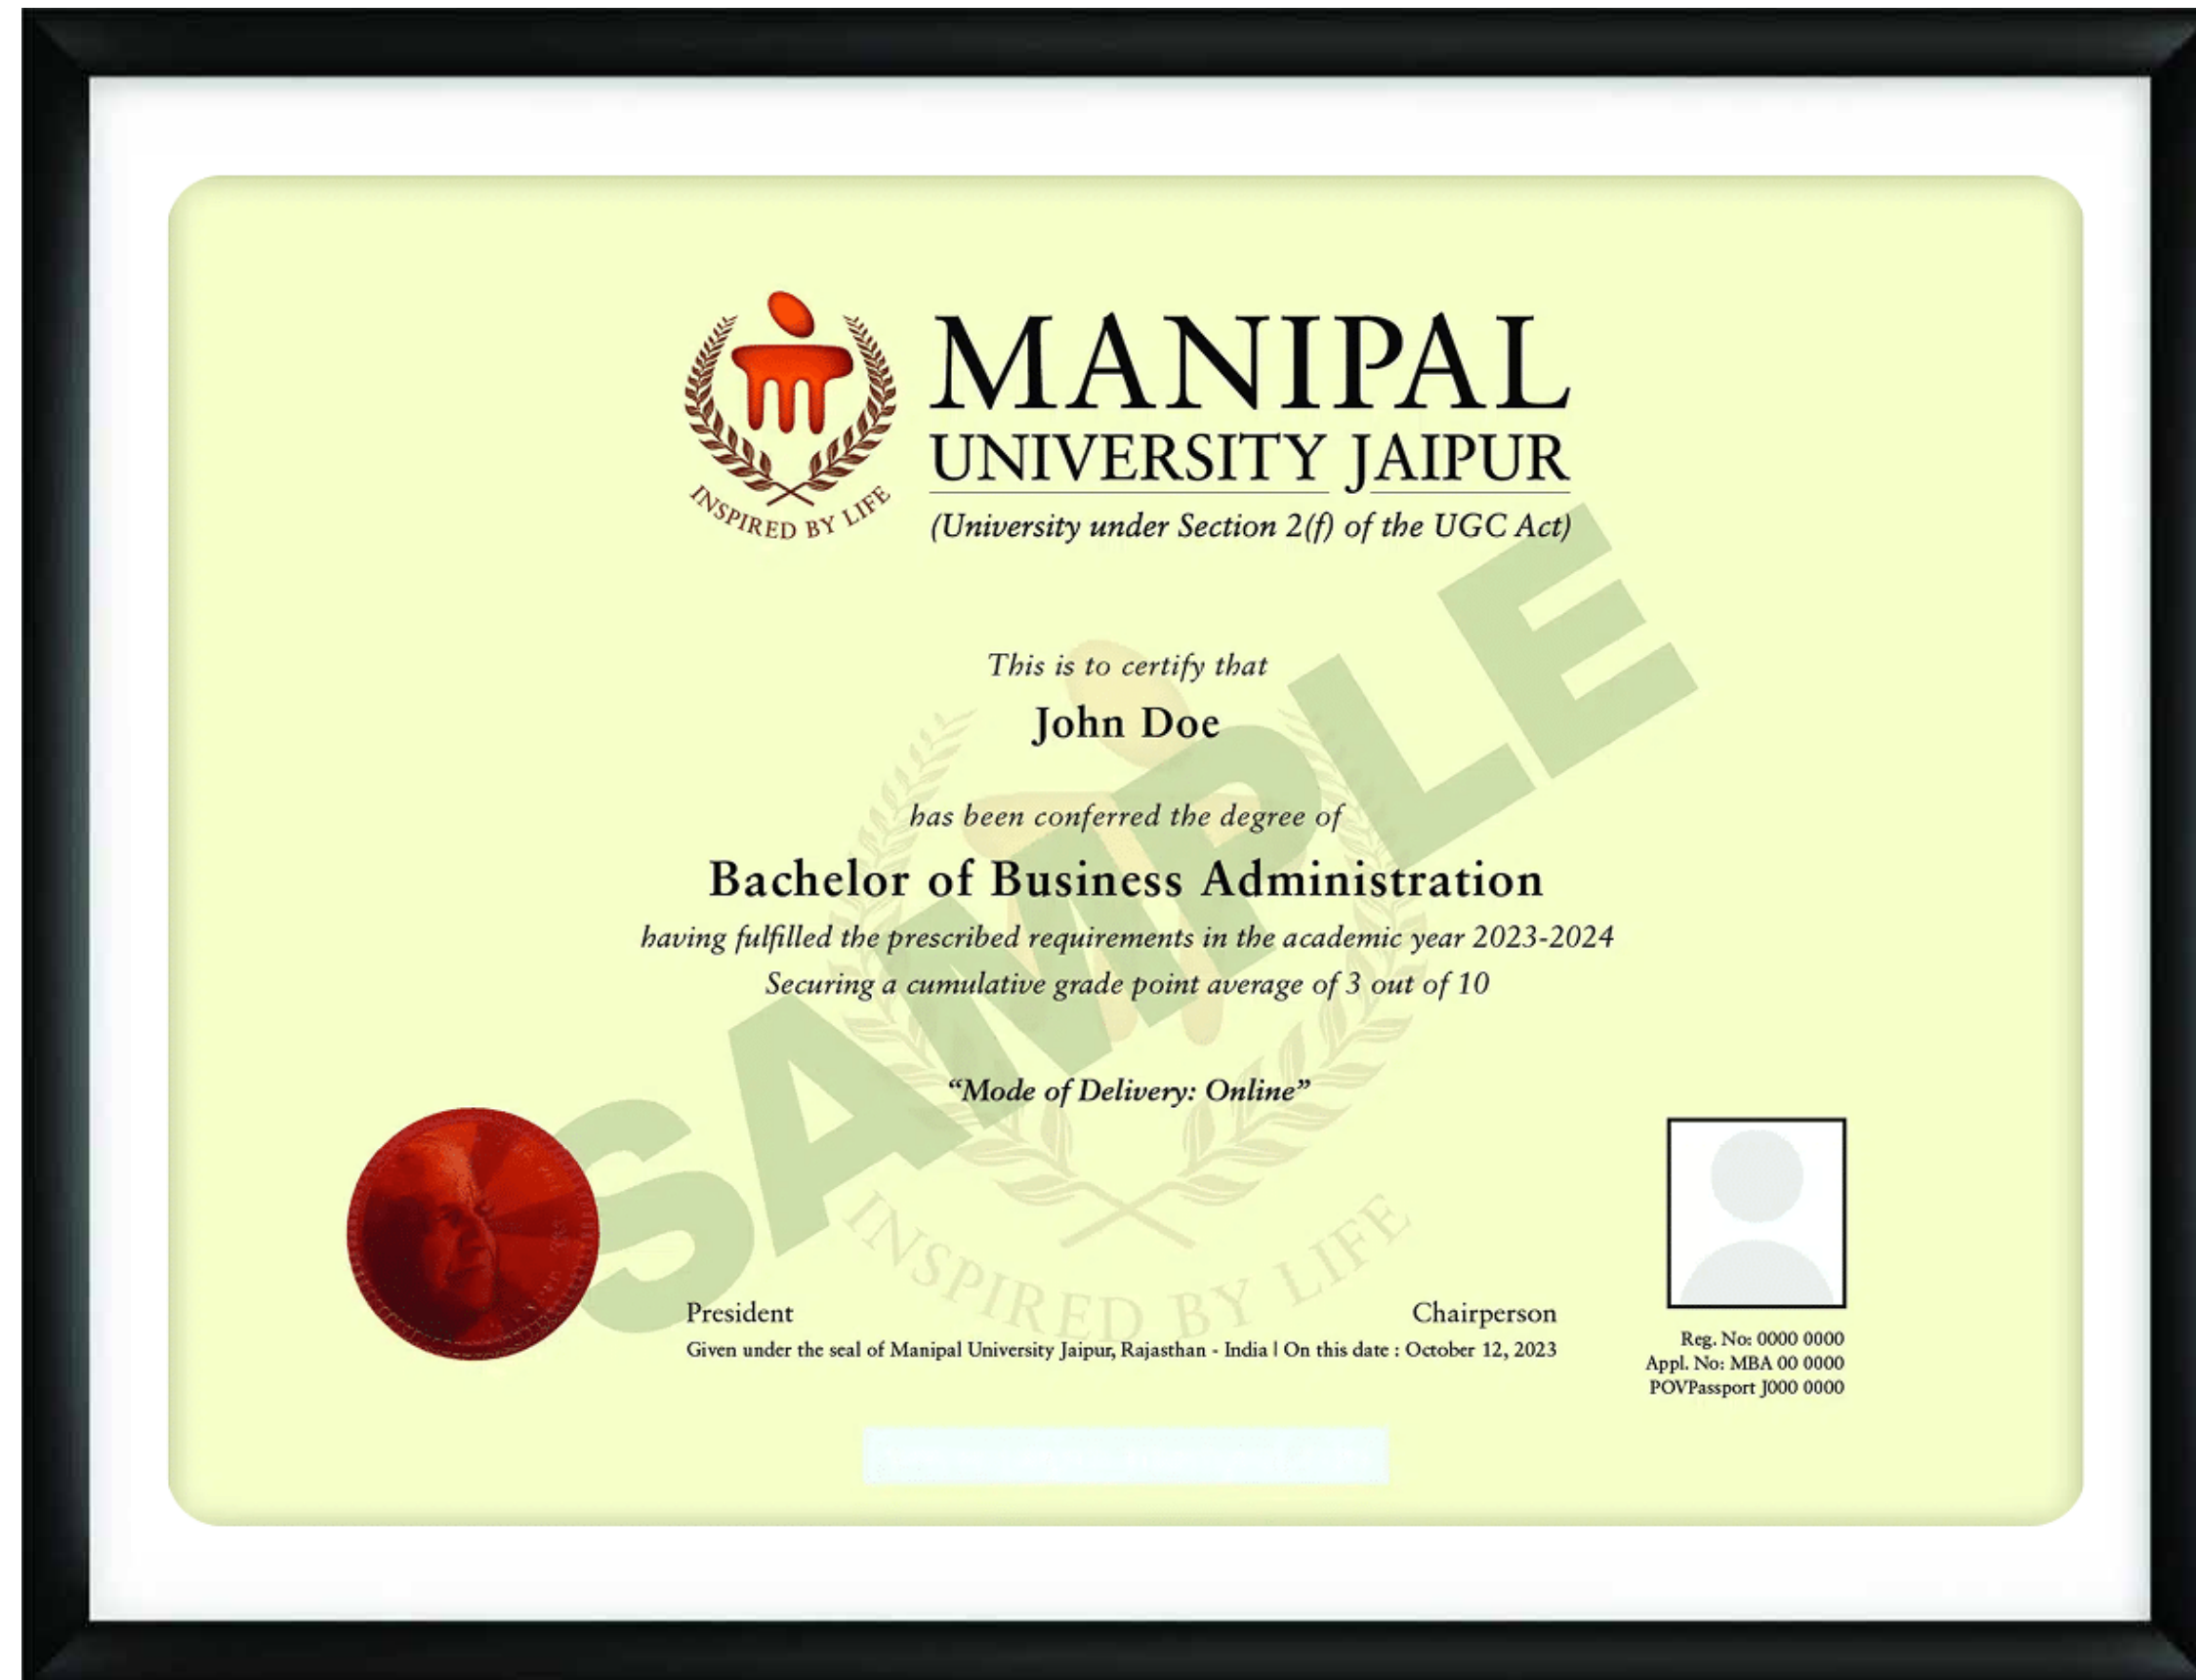 MANIPAL
UNIVERSITY JAIPUR
(University under Section 2(f) of the UGC Act)
INSPIRED BY LIFE
This is to certify that
John Doe
has been conferred the degree of
Bachelor of Business Administration
having fulfilled the prescribed requirements in the academic year 2023-2024
Securing a cumulative grade point average of 3 out of 10
“Mode of Delivery: Online”
SAMPLE
INSPIRED BY LIFE
President
Chairperson
Given under the seal of Manipal University Jaipur, Rajasthan - India | On this date : October 12, 2023
Reg. No: 0000 0000
Appl. No: MBA 00 0000
POVPassport J000 0000